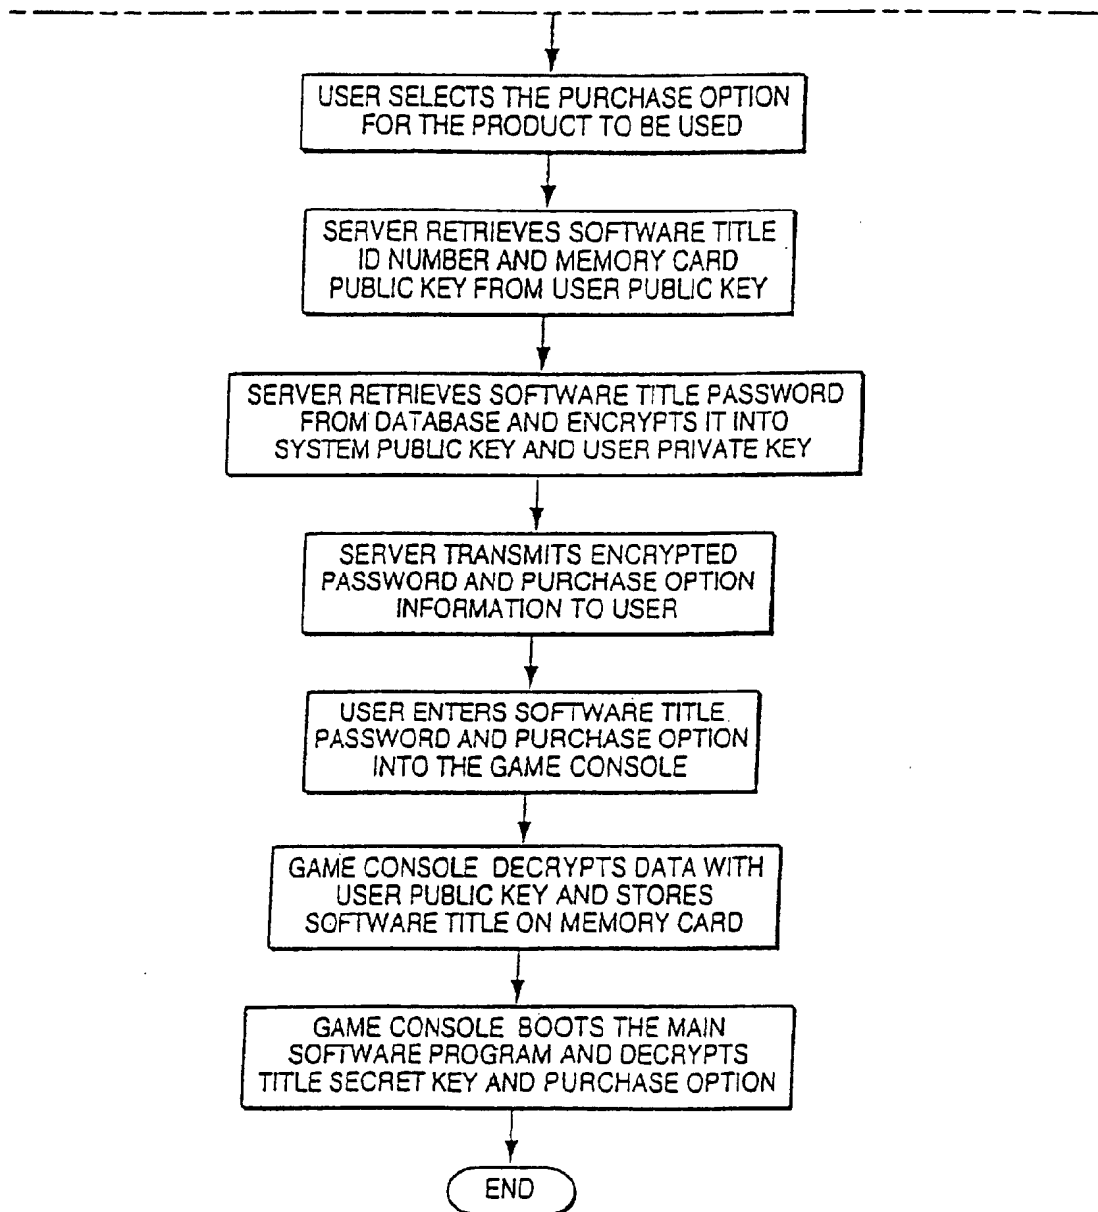 USER SELECTS THE PURCHASE OPTION
FOR THE PRODUCT TO BE USED
SERVER RETRIEVES SOFTWARE TITLE
ID NUMBER AND MEMORY CARD
PUBLIC KEY FROM USER PUBLIC KEY
SERVER RETRIEVES SOFTWARE TITLE PASSWORD
FROM DATABASE AND ENCRYPTS IT INTO
SYSTEM PUBLIC KEY AND USER PRIVATE KEY
SERVER TRANSMITS ENCRYPTED
PASSWORD AND PURCHASE OPTION
INFORMATION TO USER
USER ENTERS SOFTWARE TITLE
PASSWORD AND PURCHASE OPTION
INTO THE GAME CONSOLE
GAME CONSOLE DECRYPTS DATA WITH
USER PUBLIC KEY AND STORES
SOFTWARE TITLE ON MEMORY CARD
GAME CONSOLE BOOTS THE MAIN
SOFTWARE PROGRAM AND DECRYPTS
TITLE SECRET KEY AND PURCHASE OPTION
END